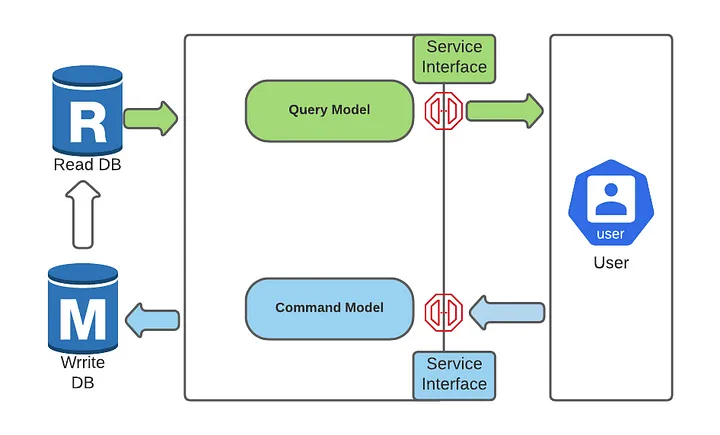 Service
Interface
Query Model
R
Read DB
user
User
M
Wrrite
DB
Command Model
Service
Interface